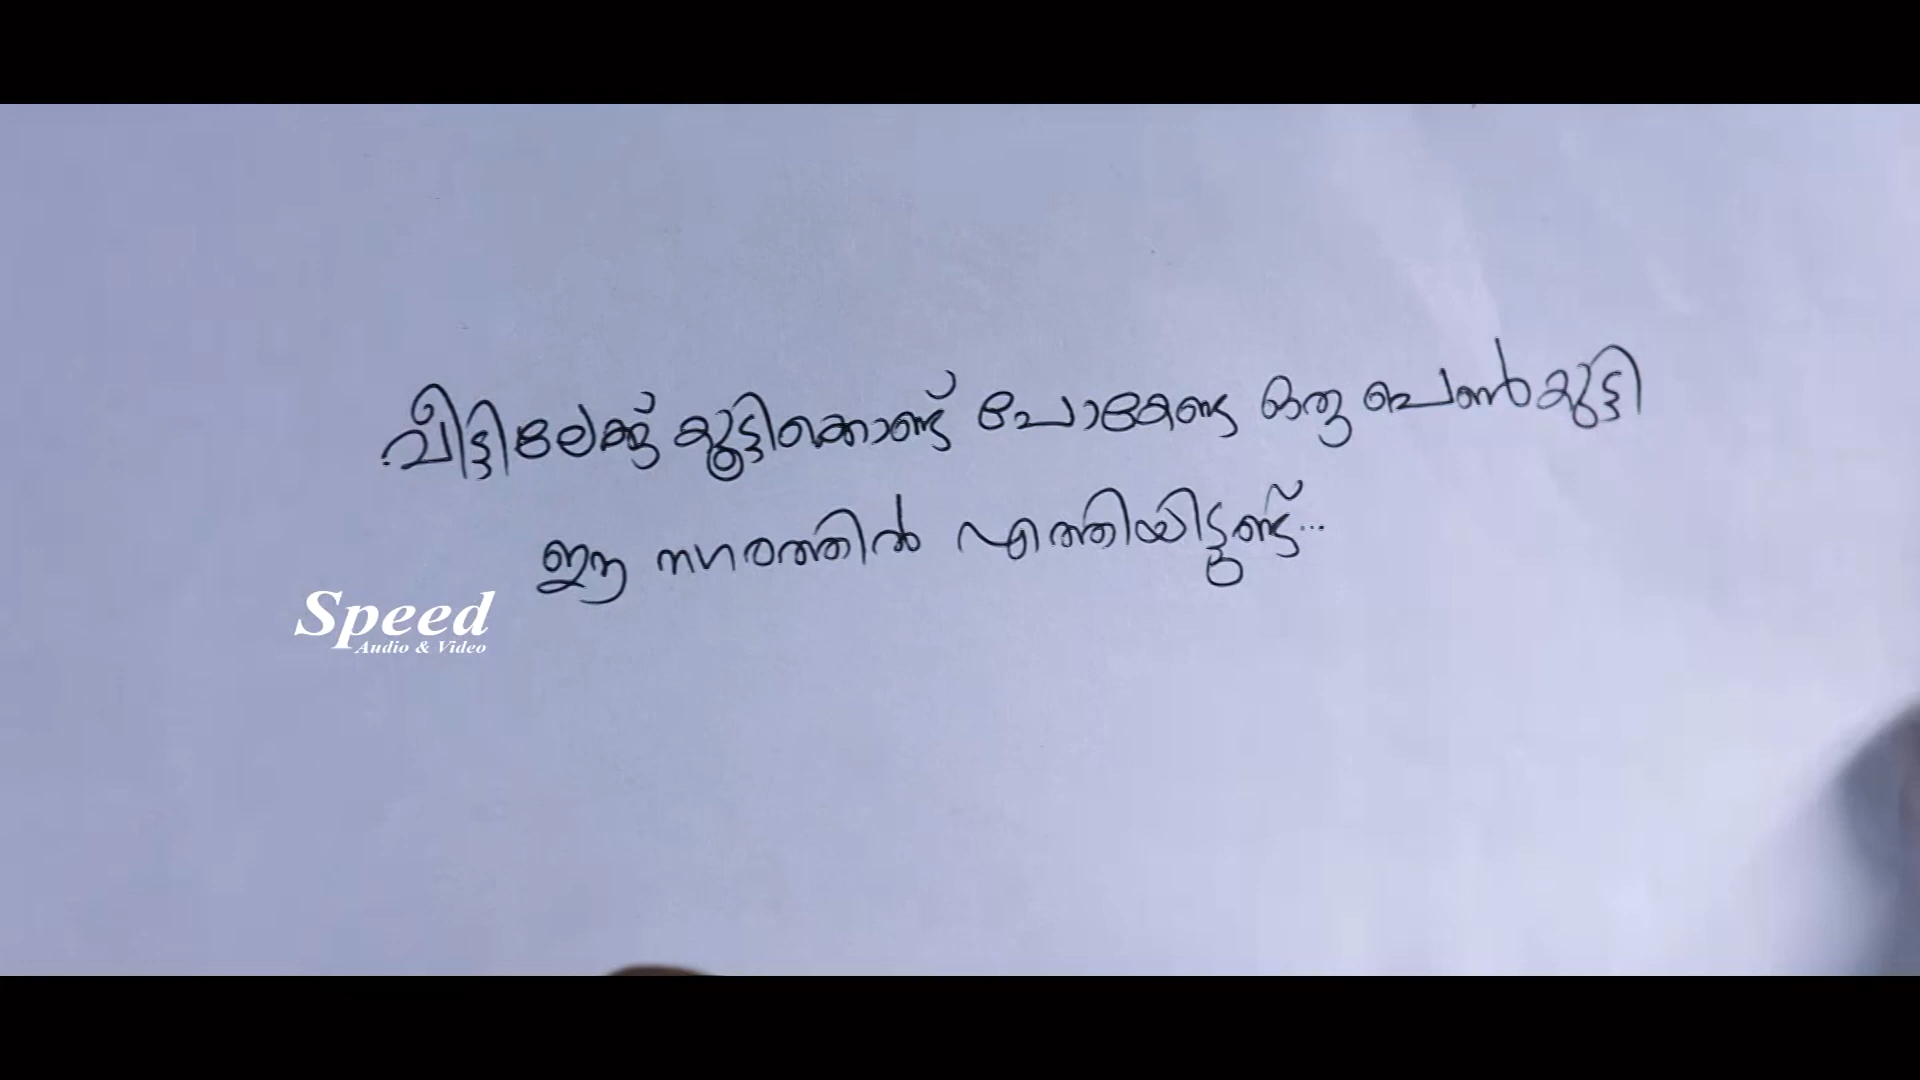 വീട്ടിലേക്ക് കൂട്ടികൊണ്ട് പോകേണ്ട ഒരു പെൺകുട്ടി
ഈ നഗരത്തിൽ എത്തിയിട്ടുണ്ട്...
Speed
Audio & Video